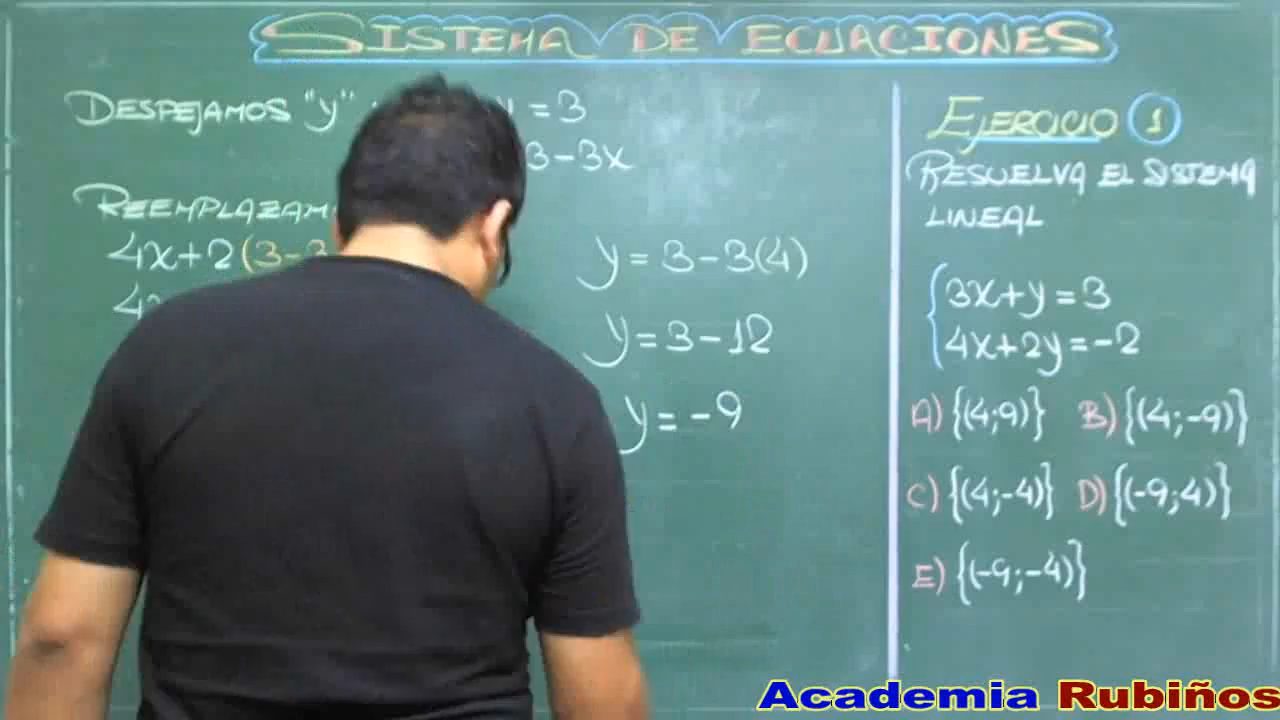 SISTEMA DE ECUACIONES
DESPEJAMOS "y" : = 3
3-3x
REEMPLAZAM
4x+2(3-3
4x
y=3-3(4)
y=3-12
y=-9
EJERCICIO 1
RESUELVA EL SISTEMA
LINEAL
3x+y=3
4x+2y=-2
A) {(4;9)} B) {(4;-9)}
C) {(4;-4)} D) {(-9;4)}
E) {(-9;-4)}
Academia Rubiños